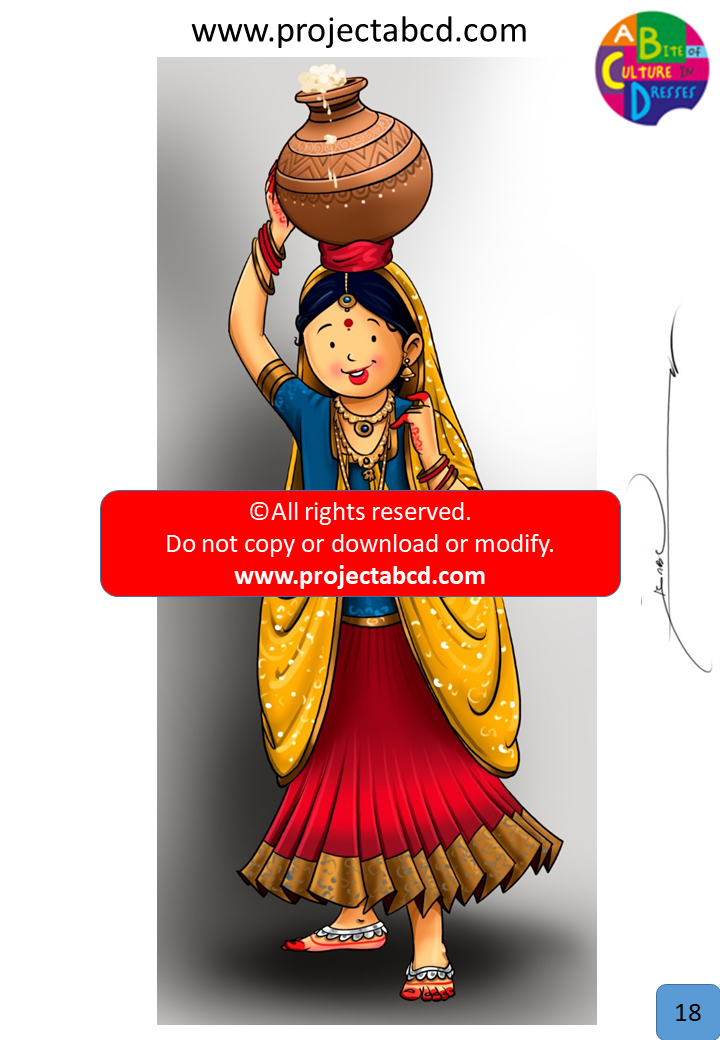 www.projectabcd.com
A BITE OF
CULTURE IN
DRESSES
©All rights reserved.
Do not copy or download or modify.
www.projectabcd.com
18